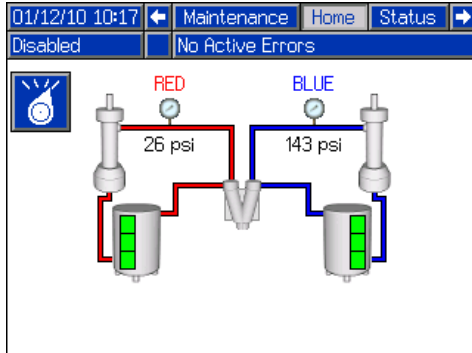 01/12/10 10:17 Maintenance Home Status
Disabled No Active Errors
RED BLUE
26 psi 143 psi